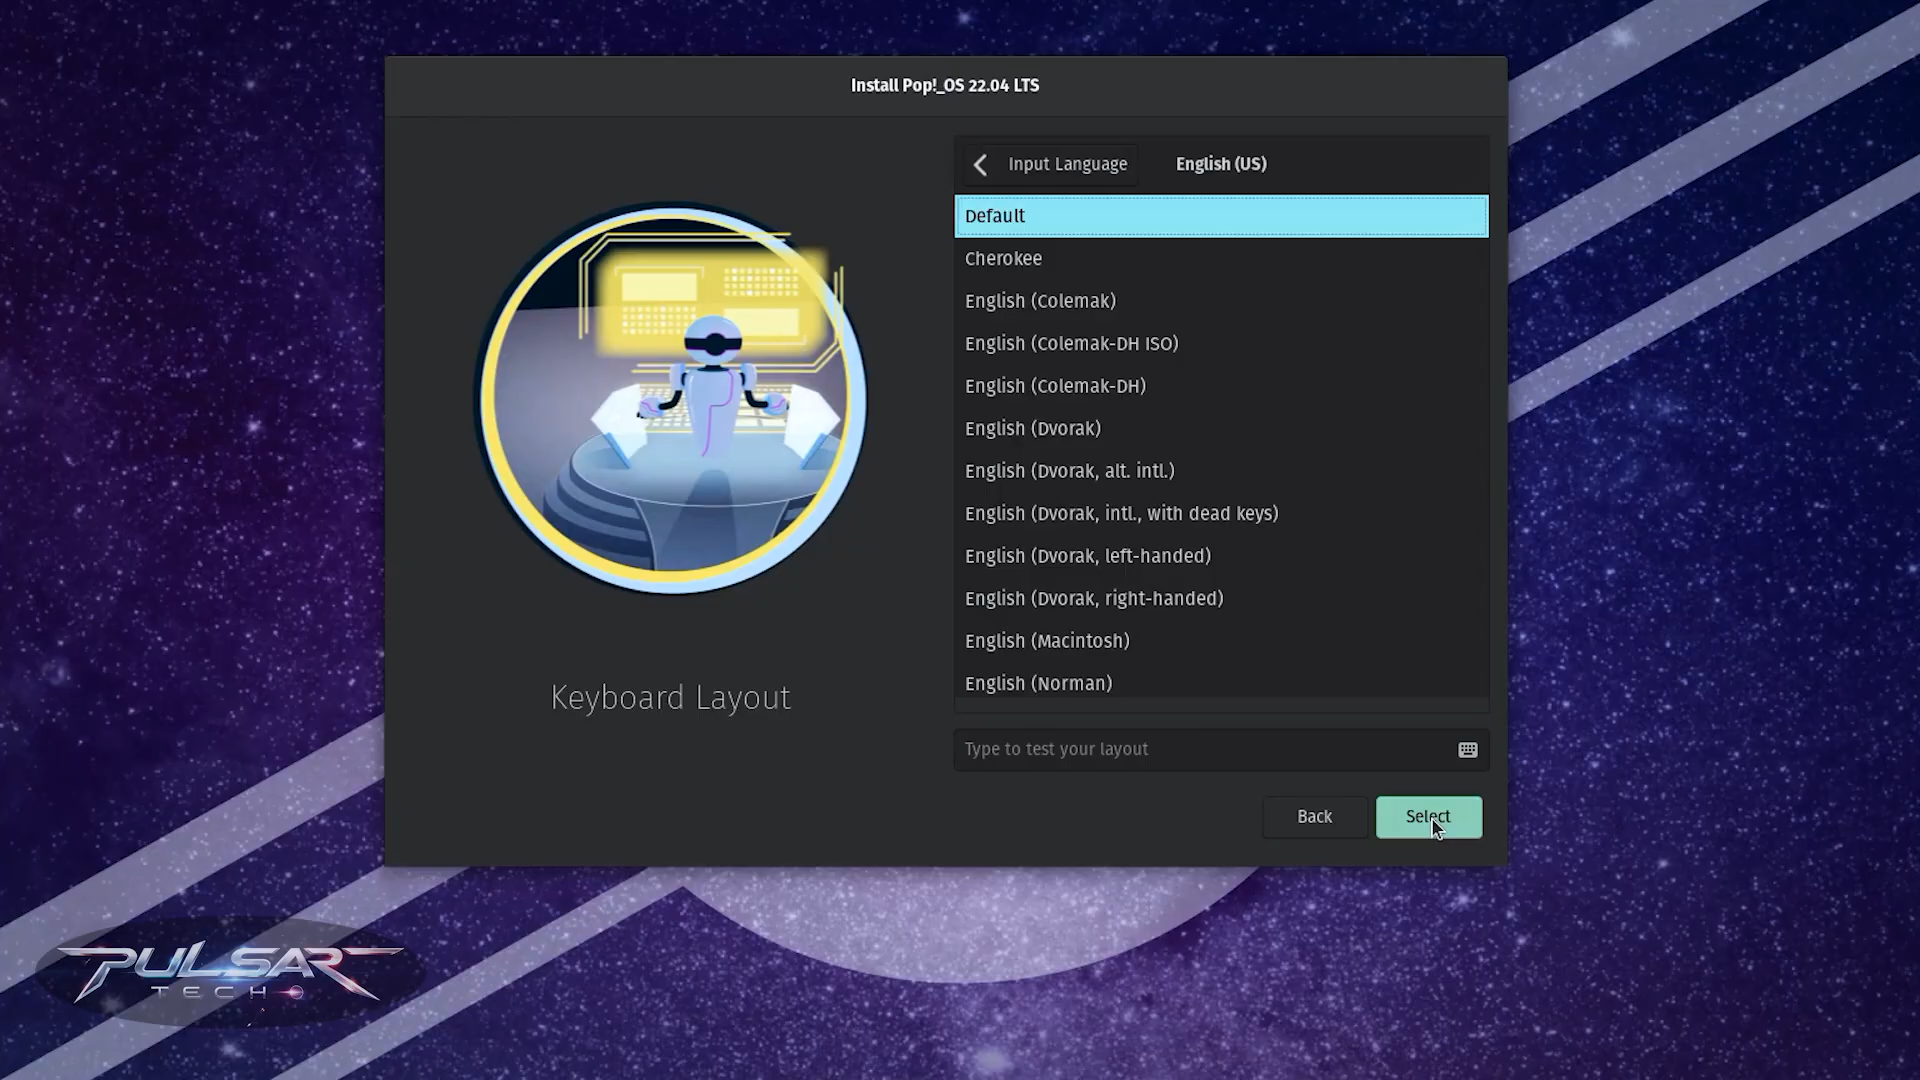 Install Pop!_OS 22.04 LTS
Input Language
English (US)
Default
Cherokee
English (Colemak)
English (Colemak-DH ISO)
English (Colemak-DH)
English (Dvorak)
English (Dvorak, alt. intl.)
English (Dvorak, intl., with dead keys)
English (Dvorak, left-handed)
English (Dvorak, right-handed)
English (Macintosh)
English (Norman)
Keyboard Layout
Type to test your layout
Back
Select
PULSAR
TECH